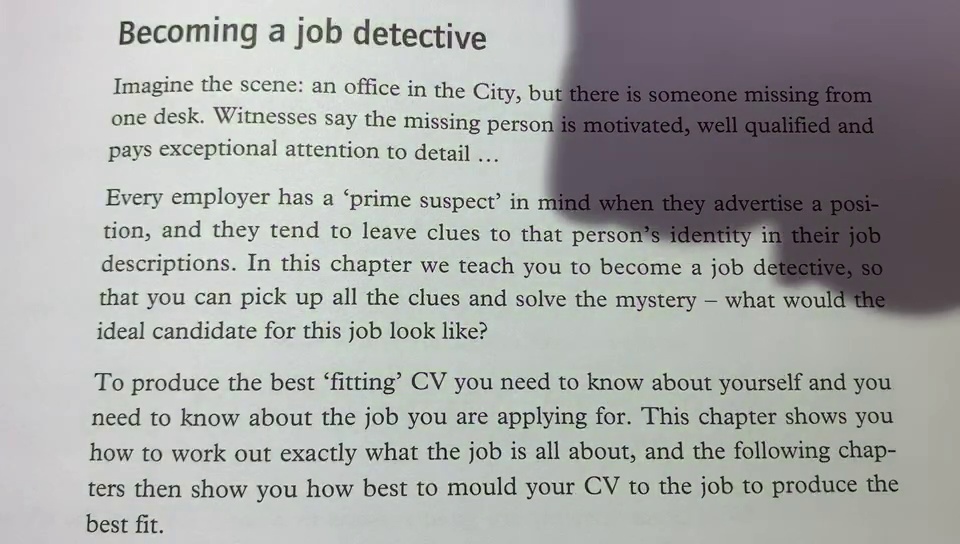 Becoming a job detective
Imagine the scene: an office in the City, but there is someone missing from
one desk. Witnesses say the missing person is motivated, well qualified and
pays exceptional attention to detail …
Every employer has a ‘prime suspect’ in mind when they advertise a posi-
tion, and they tend to leave clues to that person’s identity in their job
descriptions. In this chapter we teach you to become a job detective, so
that you can pick up all the clues and solve the mystery – what would the
ideal candidate for this job look like?
To produce the best ‘fitting’ CV you need to know about yourself and you
need to know about the job you are applying for. This chapter shows you
how to work out exactly what the job is all about, and the following chap-
ters then show you how best to mould your CV to the job to produce the
best fit.